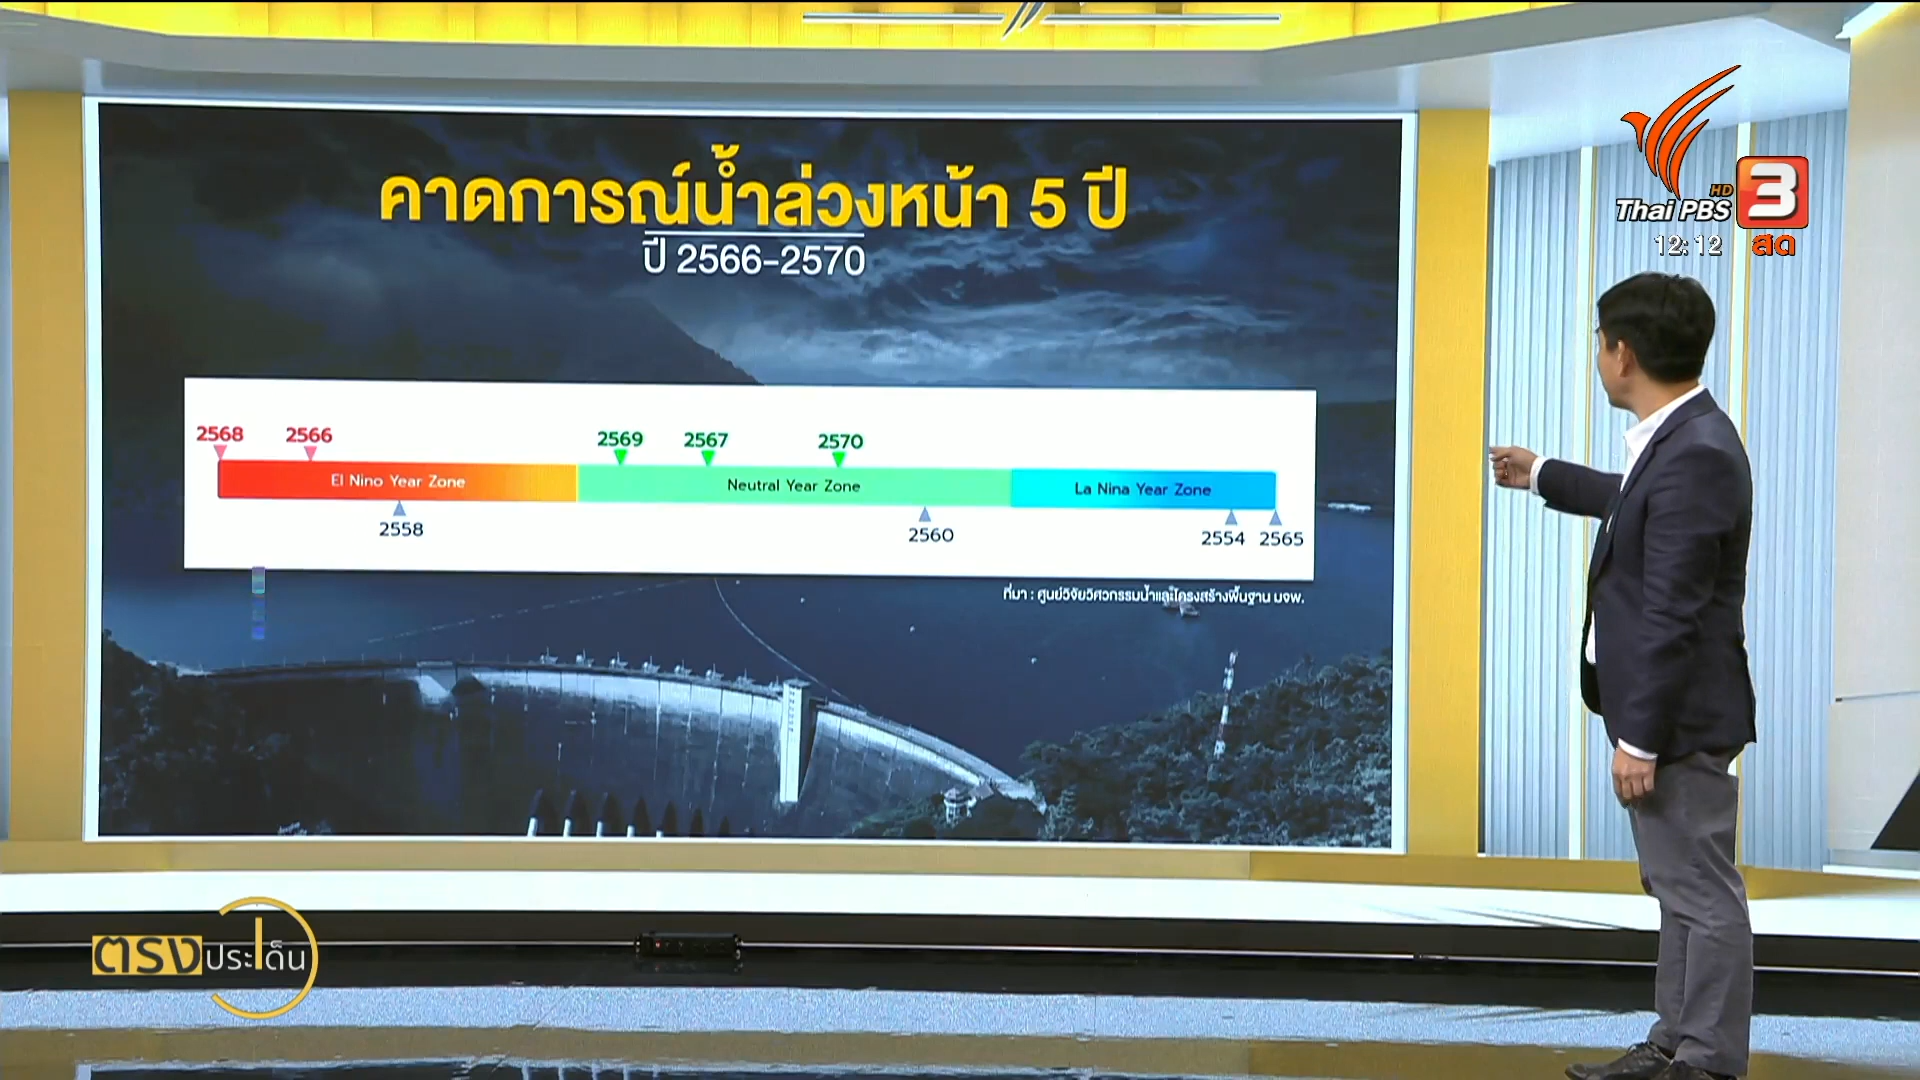 คาดการณ์น้ำล่วงหน้า 5 ปี
ปี 2566-2570
Thai PBS
HD
3
12:12
สด
2568
2566
2569
2567
2570
El Nino Year Zone
Neutral Year Zone
La Nina Year Zone
2558
2560
2554
2565
ที่มา : ศูนย์วิจัยวิศวกรรมน้ำและโครงสร้างพื้นฐาน มจพ.
ตรงประเด็น